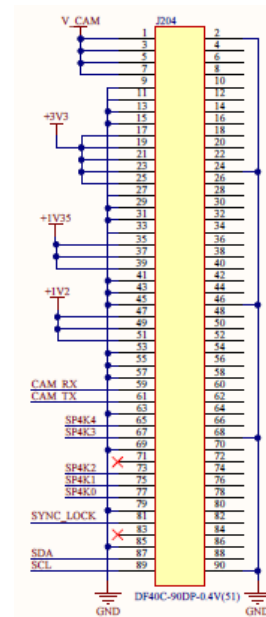 V_CAM J204
1 2
3 4
5 6
7 8
9 10
11 12
13 14
15 16
+3V3 17 18
19 20
21 22
23 24
25 26
27 28
29 30
31 32
+1V35 33 34
35 36
37 38
39 40
41 42
43 44
+1V2 45 46
47 48
49 50
51 52
53 54
55 56
57 58
CAM_RX 59 60
CAM_TX 61 62
63 64
SP4K4 65 66
SP4K3 67 68
69 70
71 72
SP4K2 73 74
SP4K1 75 76
SP4K0 77 78
79 80
SYNC_LOCK 81 82
83 84
85 86
SDA 87 88
SCL 89 90
DF40C-90DP-0.4V(51)
GND GND